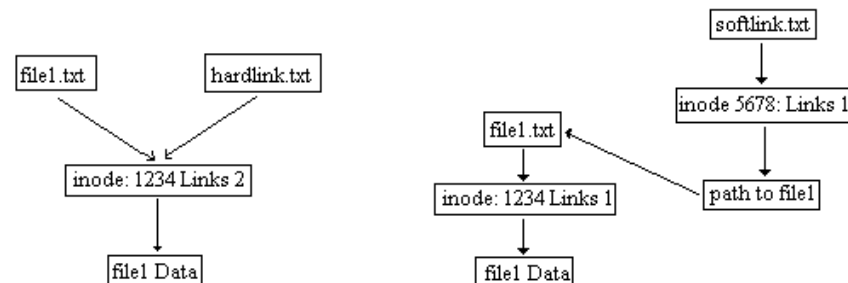 file1.txt
hardlink.txt
inode: 1234 Links 2
file1 Data
softlink.txt
inode 5678: Links 1
path to file1
file1.txt
inode: 1234 Links 1
file1 Data